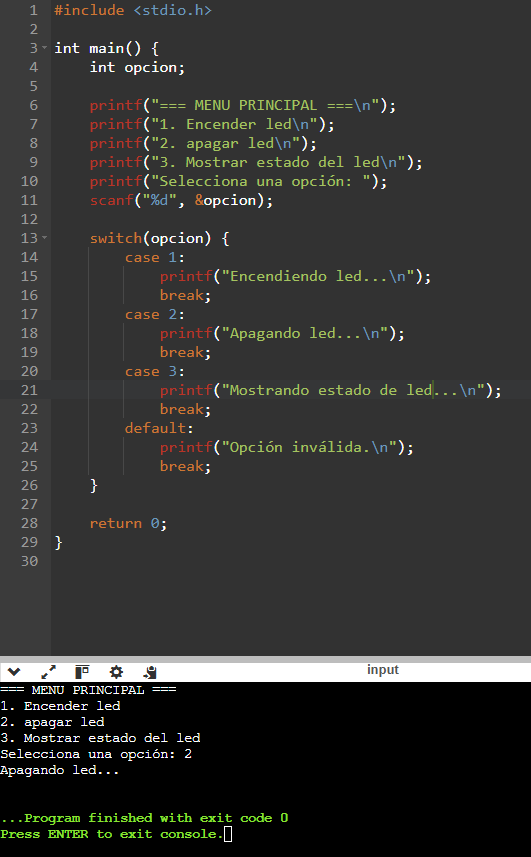 1 #include <stdio.h>
2
3 int main() {
4     int opcion;
5
6     printf("=== MENU PRINCIPAL ===\n");
7     printf("1. Encender led\n");
8     printf("2. apagar led\n");
9     printf("3. Mostrar estado del led\n");
10     printf("Selecciona una opción: ");
11     scanf("%d", &opcion);
12
13     switch(opcion) {
14         case 1:
15             printf("Encendiendo led...\n");
16             break;
17         case 2:
18             printf("Apagando led...\n");
19             break;
20         case 3:
21             printf("Mostrando estado de led...\n");
22             break;
23         default:
24             printf("Opción inválida.\n");
25             break;
26     }
27
28     return 0;
29 }
30
input
=== MENU PRINCIPAL ===
1. Encender led
2. apagar led
3. Mostrar estado del led
Selecciona una opción: 2
Apagando led...
...Program finished with exit code 0
Press ENTER to exit console.